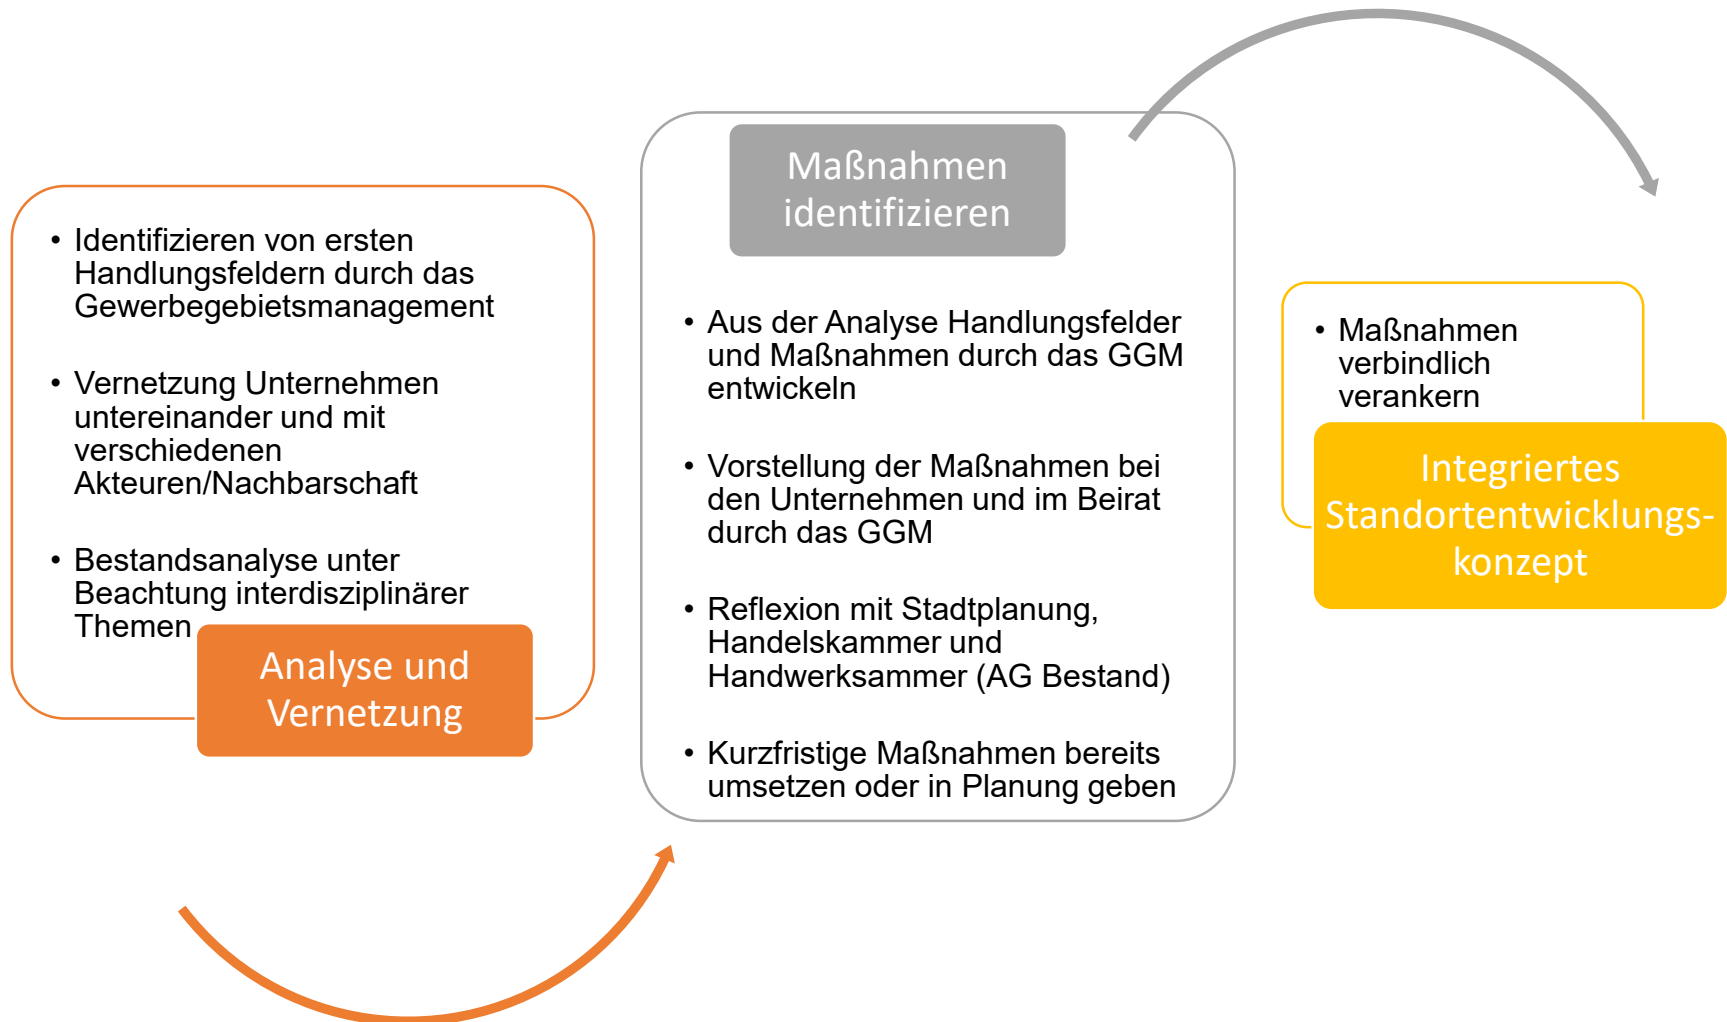 • Identifizieren von ersten
Handlungsfeldern durch das
Gewerbegebietsmanagement
• Vernetzung Unternehmen
untereinander und mit
verschiedenen
Akteuren/Nachbarschaft
• Bestandsanalyse unter
Beachtung interdisziplinärer
Themen
Analyse und
Vernetzung
Maßnahmen
identifizieren
• Aus der Analyse Handlungsfelder
und Maßnahmen durch das GGM
entwickeln
• Vorstellung der Maßnahmen bei
den Unternehmen und im Beirat
durch das GGM
• Reflexion mit Stadtplanung,
Handelskammer und
Handwerksammer (AG Bestand)
• Kurzfristige Maßnahmen bereits
umsetzen oder in Planung geben
• Maßnahmen
verbindlich
verankern
Integriertes
Standortentwicklungs-
konzept